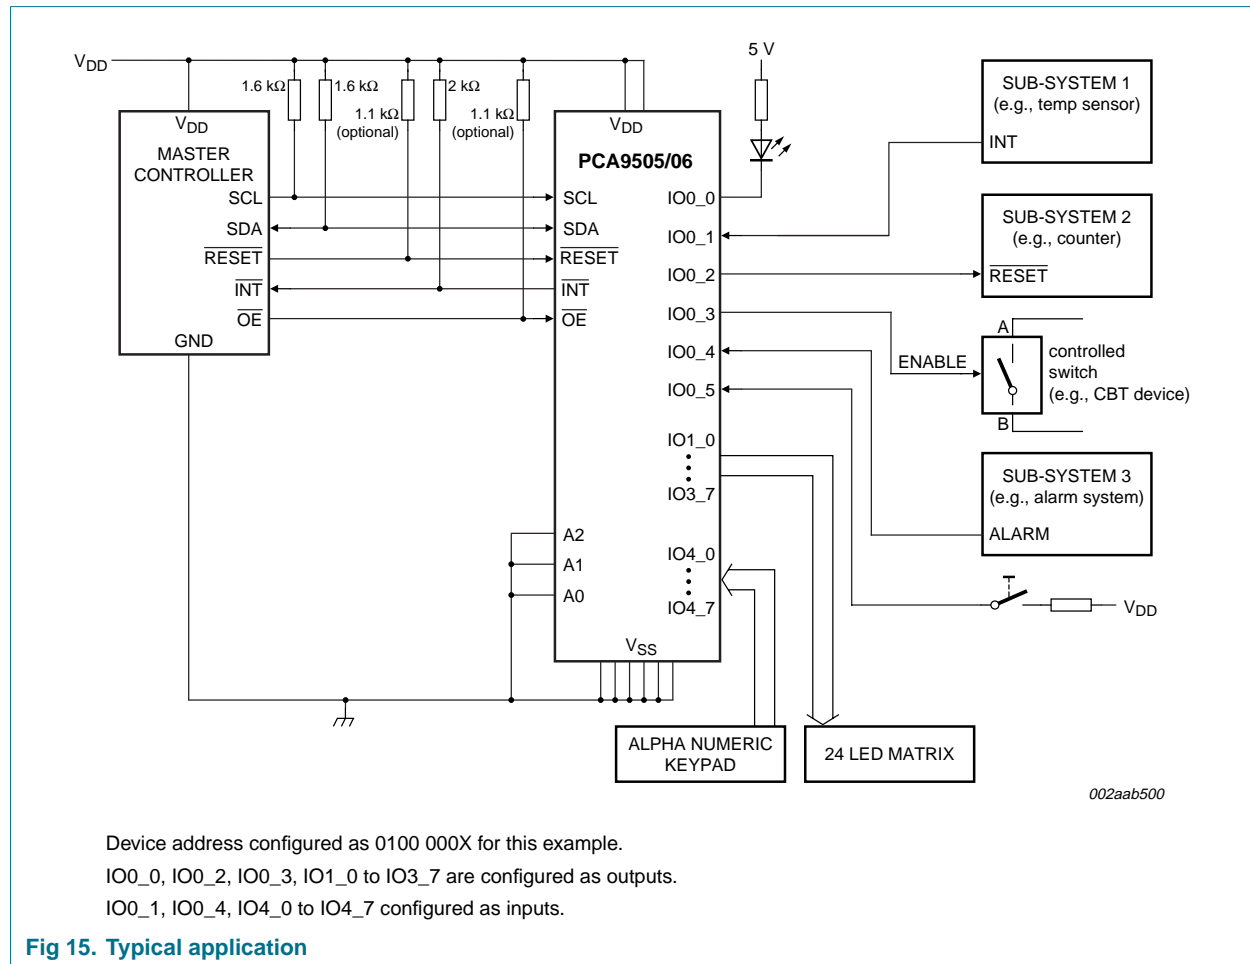 VDD
1.6 kΩ
1.6 kΩ
1.1 kΩ
(optional)
2 kΩ
1.1 kΩ
(optional)
5 V
VDD
MASTER
CONTROLLER
SCL
SDA
RESET
INT
OE
GND
VDD
PCA9505/06
SCL
SDA
RESET
INT
OE
A2
A1
A0
VSS
IO0_0
IO0_1
IO0_2
IO0_3
IO0_4
IO0_5
IO1_0
IO3_7
IO4_0
IO4_7
SUB-SYSTEM 1
(e.g., temp sensor)
INT
SUB-SYSTEM 2
(e.g., counter)
RESET
ENABLE
A
B
controlled
switch
(e.g., CBT device)
SUB-SYSTEM 3
(e.g., alarm system)
ALARM
VDD
ALPHA NUMERIC
KEYPAD
24 LED MATRIX
002aab500
Device address configured as 0100 000X for this example.
IO0_0, IO0_2, IO0_3, IO1_0 to IO3_7 are configured as outputs.
IO0_1, IO0_4, IO4_0 to IO4_7 configured as inputs.
Fig 15. Typical application